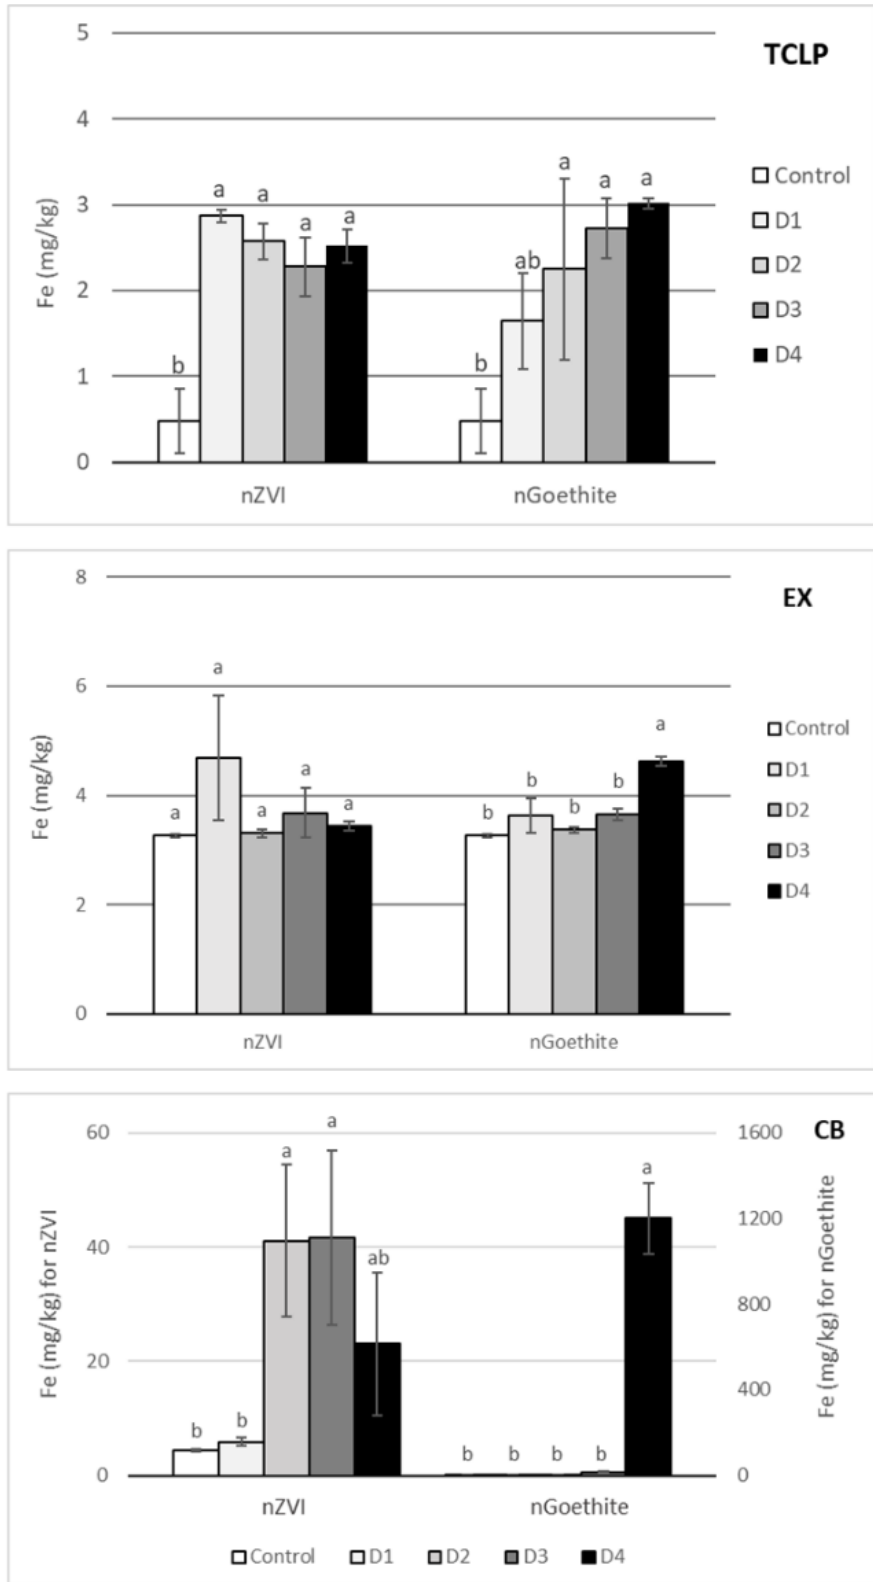 TCLP
5
4
3
2
1
0
Fe (mg/kg)
b a a a a
b ab a a a
nZVI nGoethite
Control
D1
D2
D3
D4
EX
8
6
4
2
0
Fe (mg/kg)
a a a a a
b b b b a
nZVI nGoethite
Control
D1
D2
D3
D4
CB
60
40
20
0
Fe (mg/kg) for nZVI
b b a a ab
b b b b a
1600
1200
800
400
0
Fe (mg/kg) for nGoethite
nZVI nGoethite
Control D1 D2 D3 D4